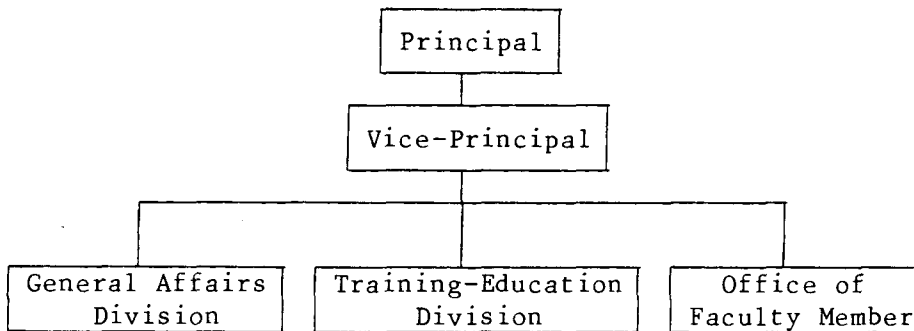 Principal
Vice-Principal
General Affairs
Division
Training-Education
Division
Office of
Faculty Member